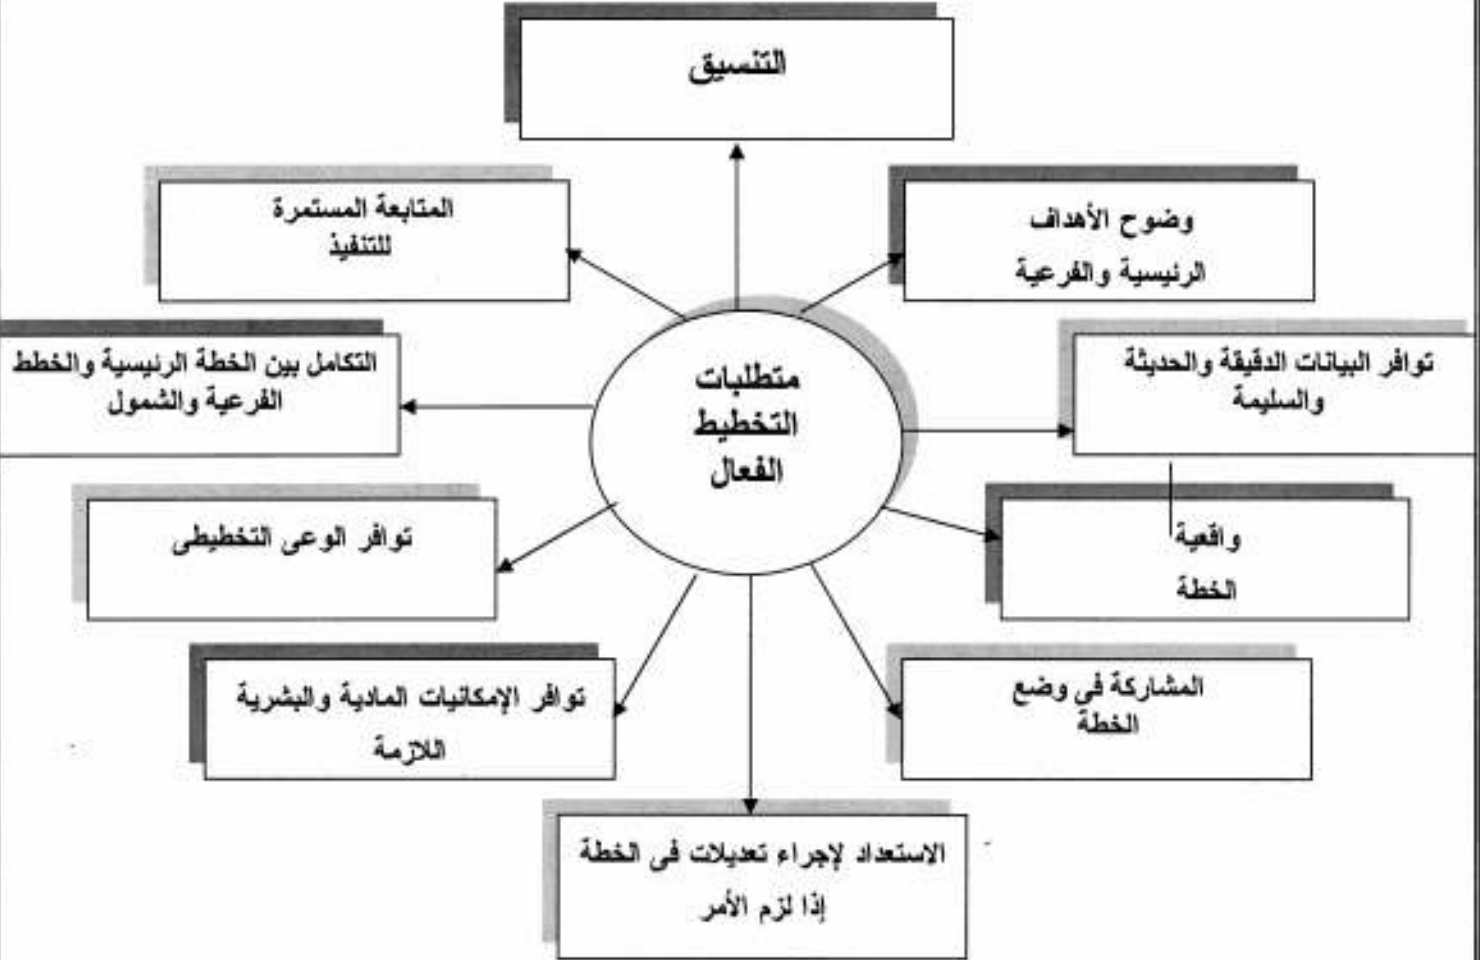 التنسيق
وضوح الأهداف
الرئيسية والفرعية
المتابعة المستمرة
للتنفيذ
توافر البيانات الدقيقة والحديثة
والسليمة
متطلبات
التخطيط
الفعال
التكامل بين الخطة الرئيسية والخطط
الفرعية والشمول
واقعية
الخطة
توافر الوعى التخطيطى
المشاركة فى وضع
الخطة
توافر الإمكانيات المادية والبشرية
اللازمة
الاستعداد لإجراء تعديلات فى الخطة
إذا لزم الأمر